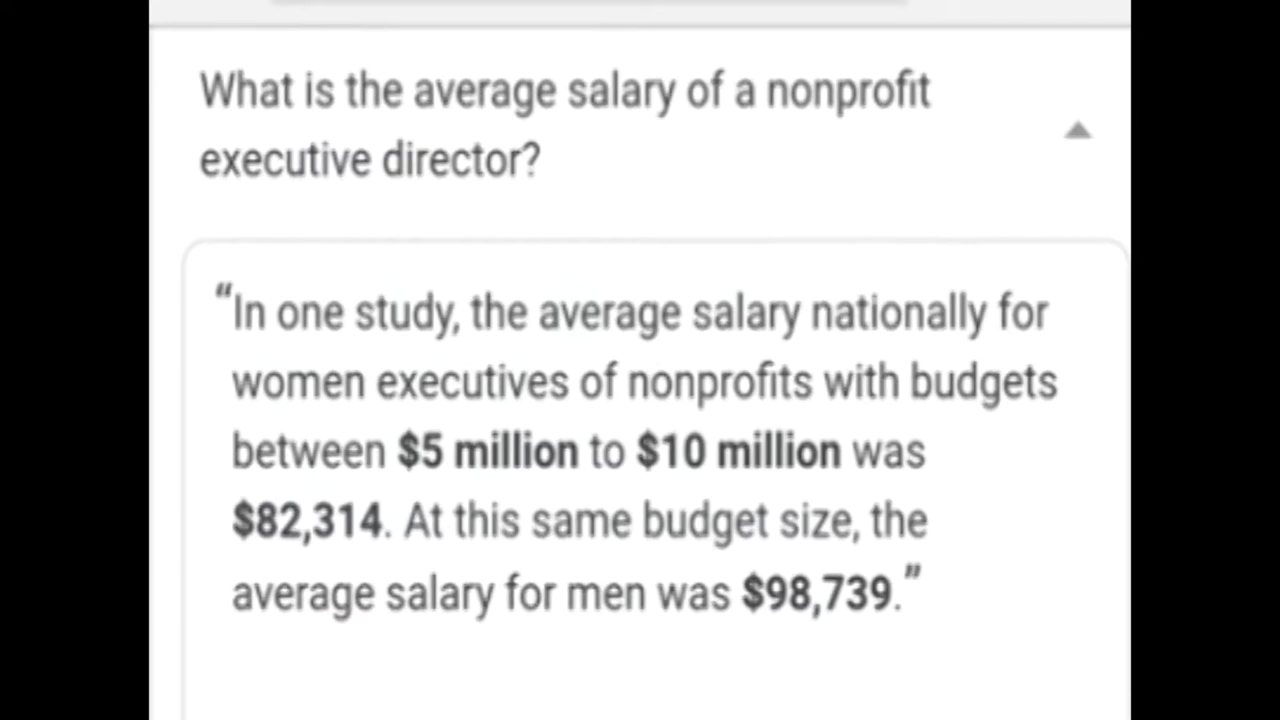 What is the average salary of a nonprofit
executive director?
“In one study, the average salary nationally for
women executives of nonprofits with budgets
between $5 million to $10 million was
$82,314. At this same budget size, the
average salary for men was $98,739.”